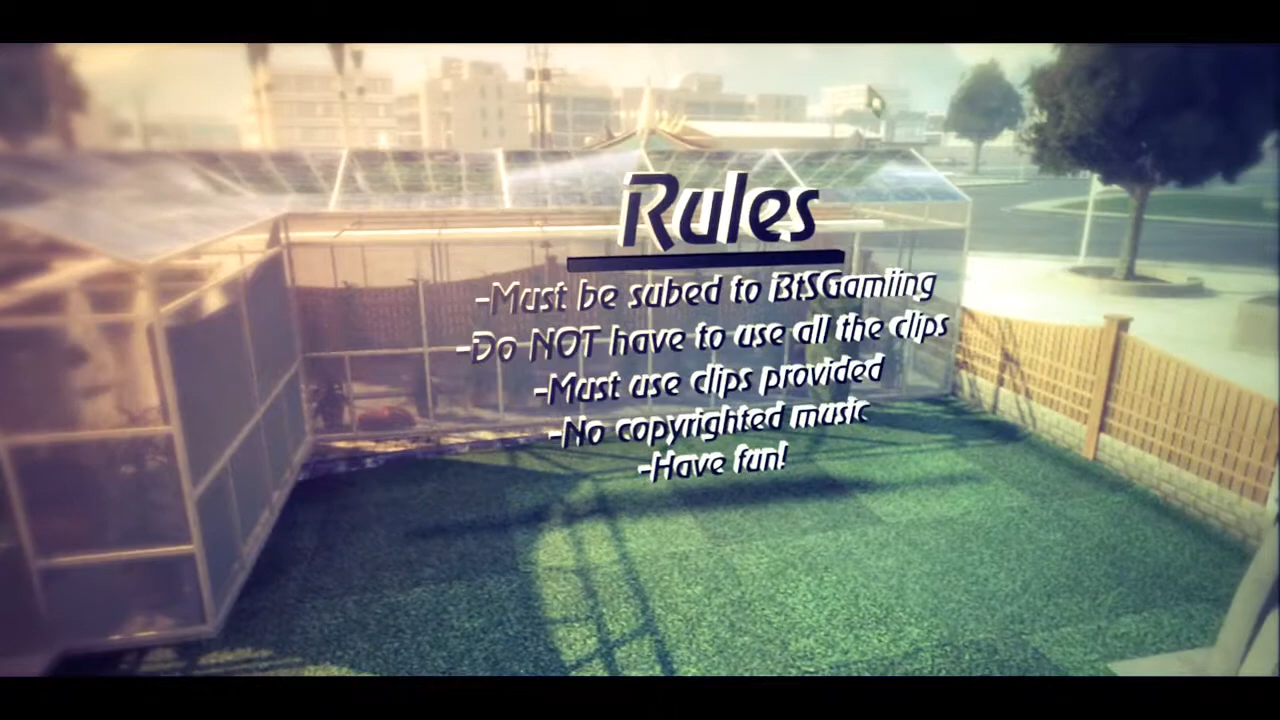 Rules
-Must be subed to BtSGamiing
-Do NOT have to use all the clips
-Must use clips provided
-No copyrighted music
-Have fun!